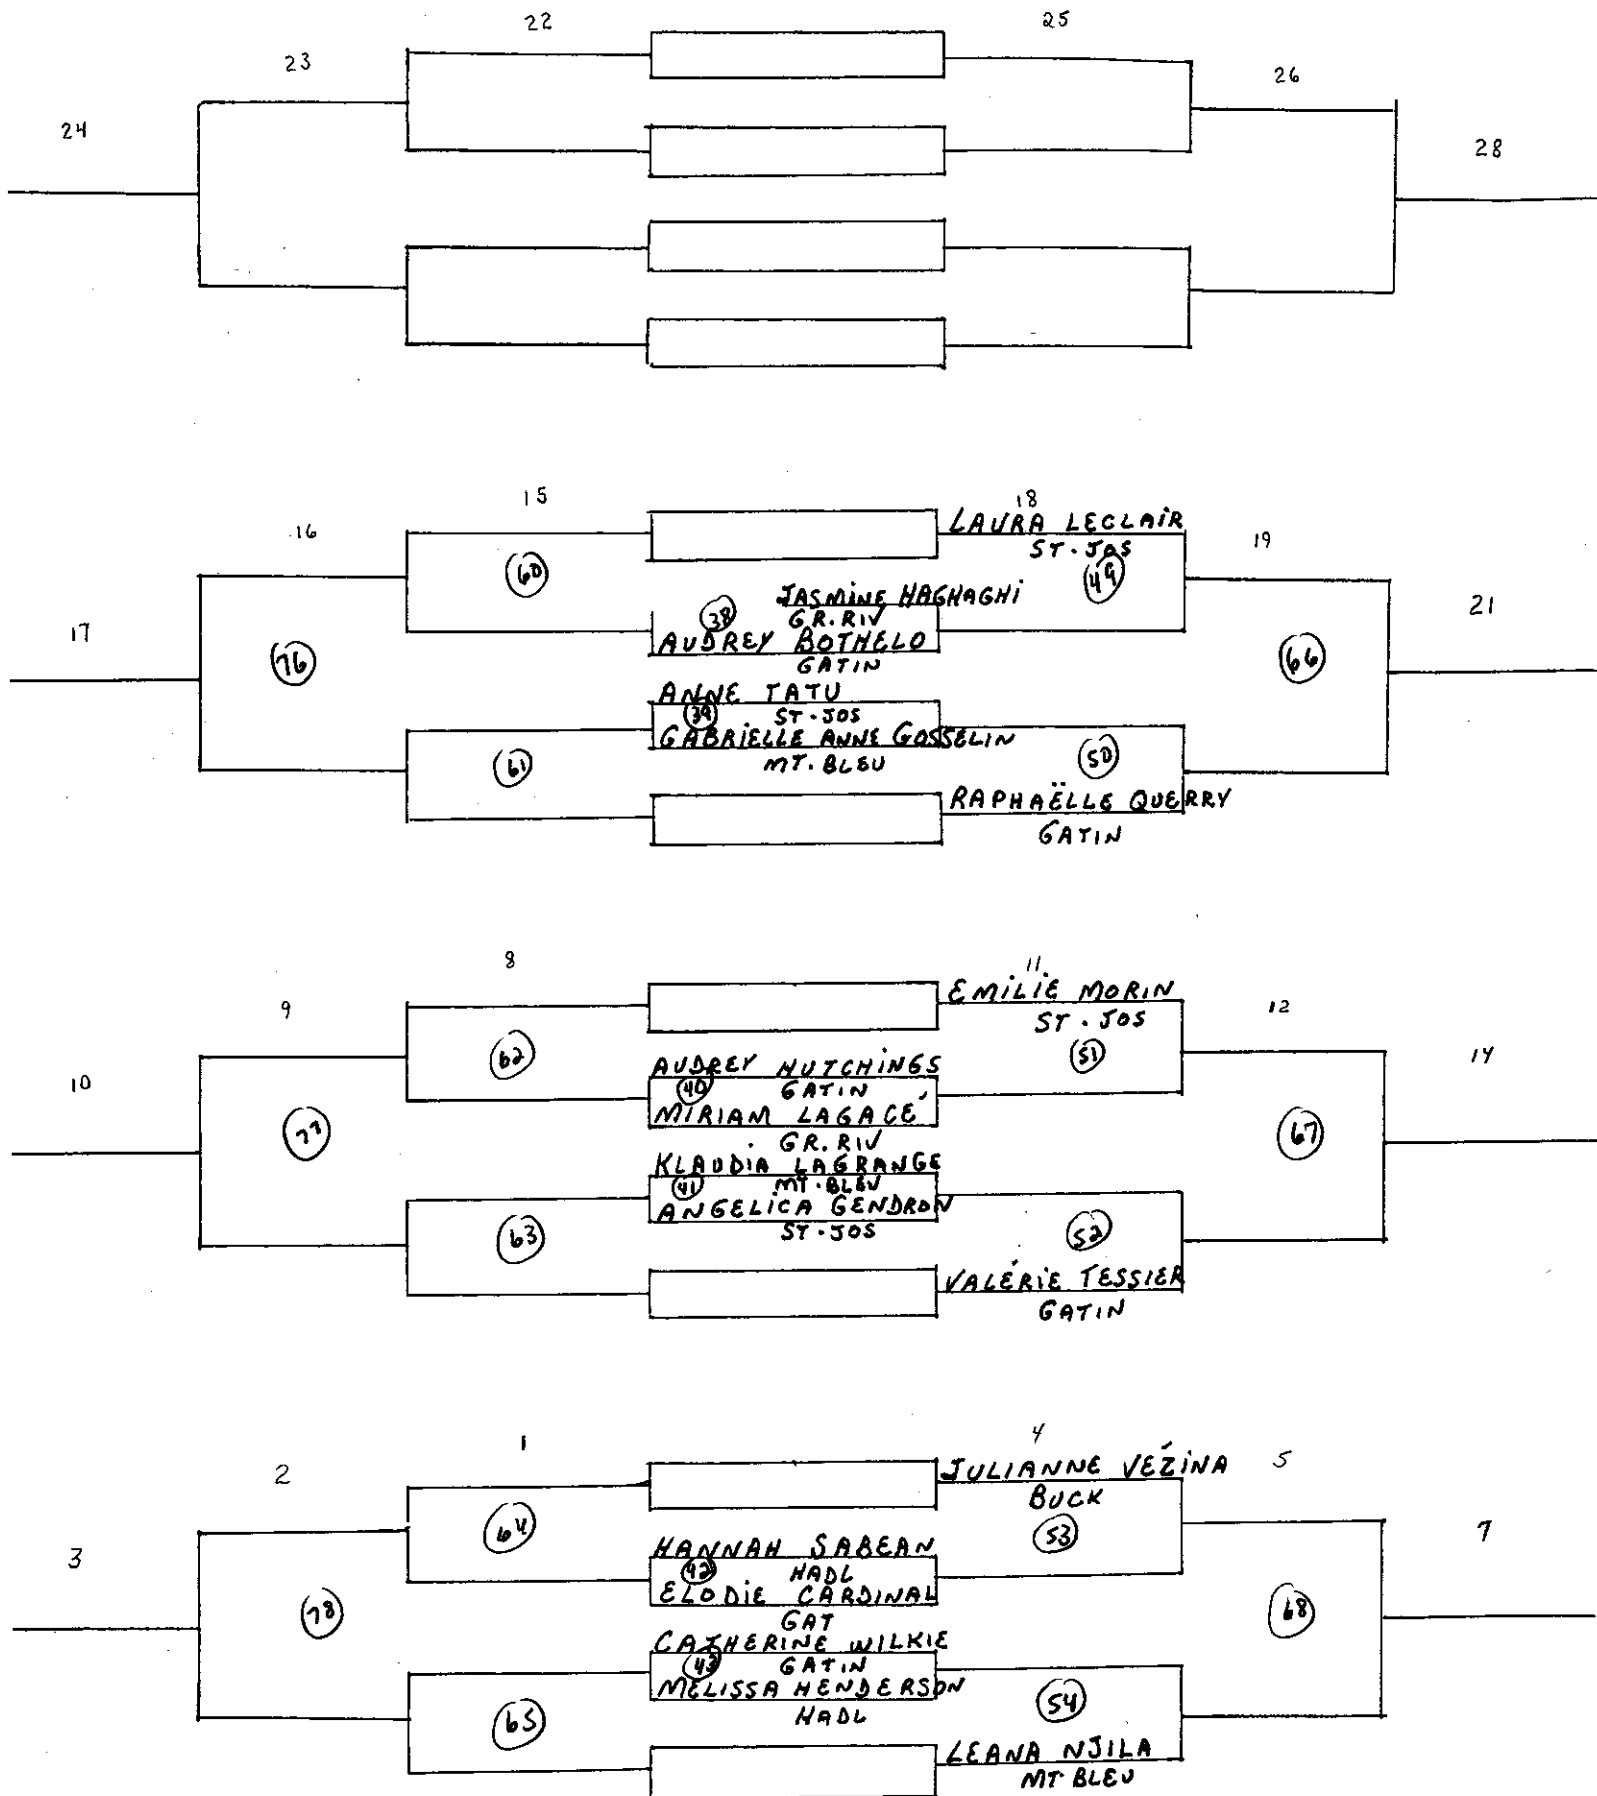 22
25
23
26
24
28
15
18
LAURA LECLAIR
ST. JOS
16
19
60
49
JASMINE HAGHAGHI
38
GR. RIV
AUDREY BOTHELO
GATIN
17
21
76
66
ANNE TATU
39
ST. JOS
GABRIELLE ANNE GOSSELIN
MT. BLEU
61
50
RAPHAËLLE QUERRY
GATIN
8
11
EMILIE MORIN
ST. JOS
9
12
62
51
AUDREY HUTCHINGS
40
GATIN
MIRIAM LAGACÉ
GR. RIV
10
14
77
67
KLAUDIA LAGRANGE
41
MT. BLEU
ANGELICA GENDRON
ST. JOS
63
52
VALÉRIE TESSIER
GATIN
1
4
JULIANNE VÉZINA
BUCK
2
5
64
53
HANNAH SABEAN
42
HADL
ELODIE CARDINAL
GAT
3
7
78
68
CATHERINE WILKIE
43
GATIN
MELISSA HENDERSON
HADL
65
54
LEANA NJILA
MT. BLEU